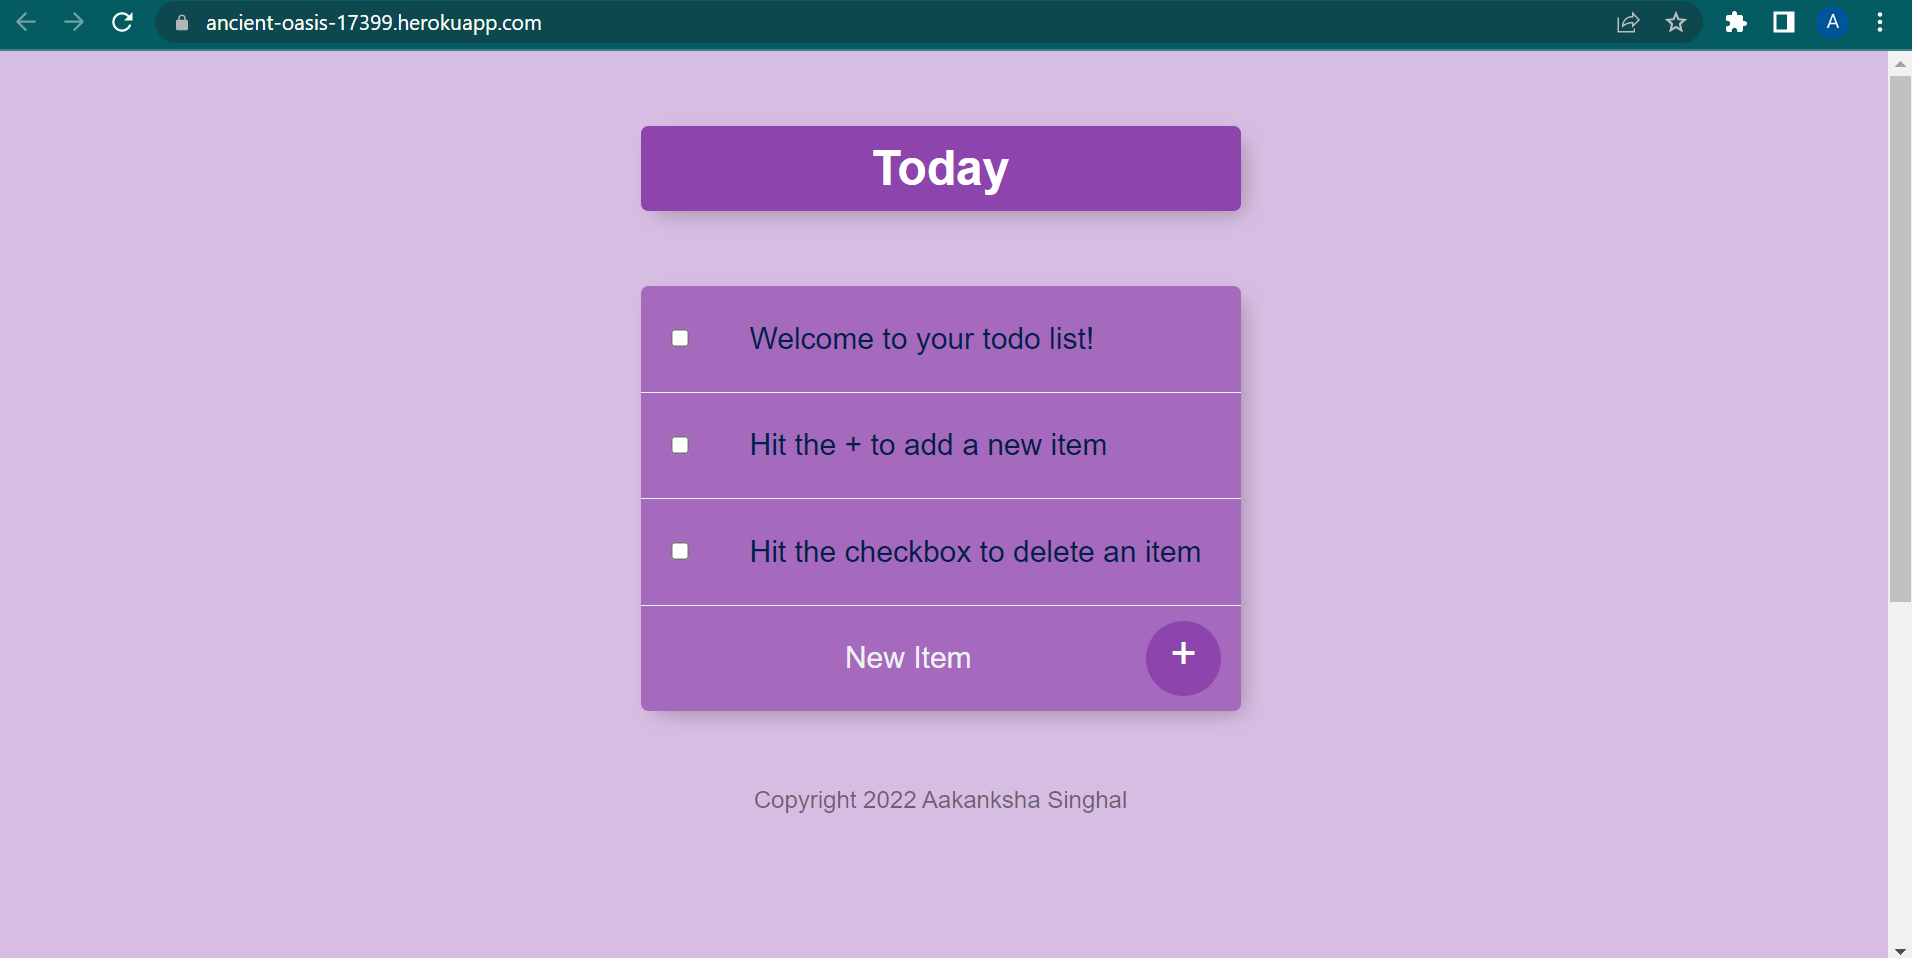 ancient-oasis-17399.herokuapp.com
A
Today
Welcome to your todo list!
Hit the + to add a new item
Hit the checkbox to delete an item
New Item
+
Copyright 2022 Aakanksha Singhal